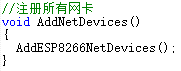 //注册所有网卡
void AddNetDevices()
{
  AddESP8266NetDevices();
}